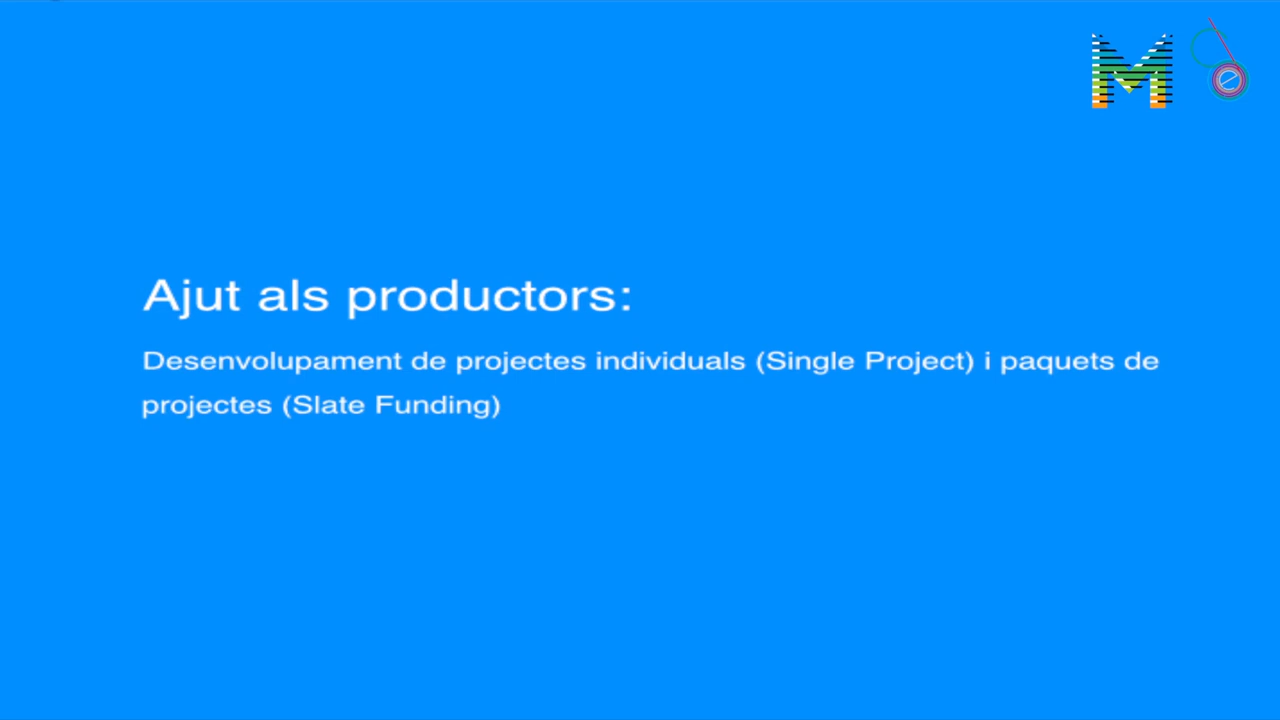 Ajut als productors:
Desenvolupament de projectes individuals (Single Project) i paquets de
projectes (Slate Funding)